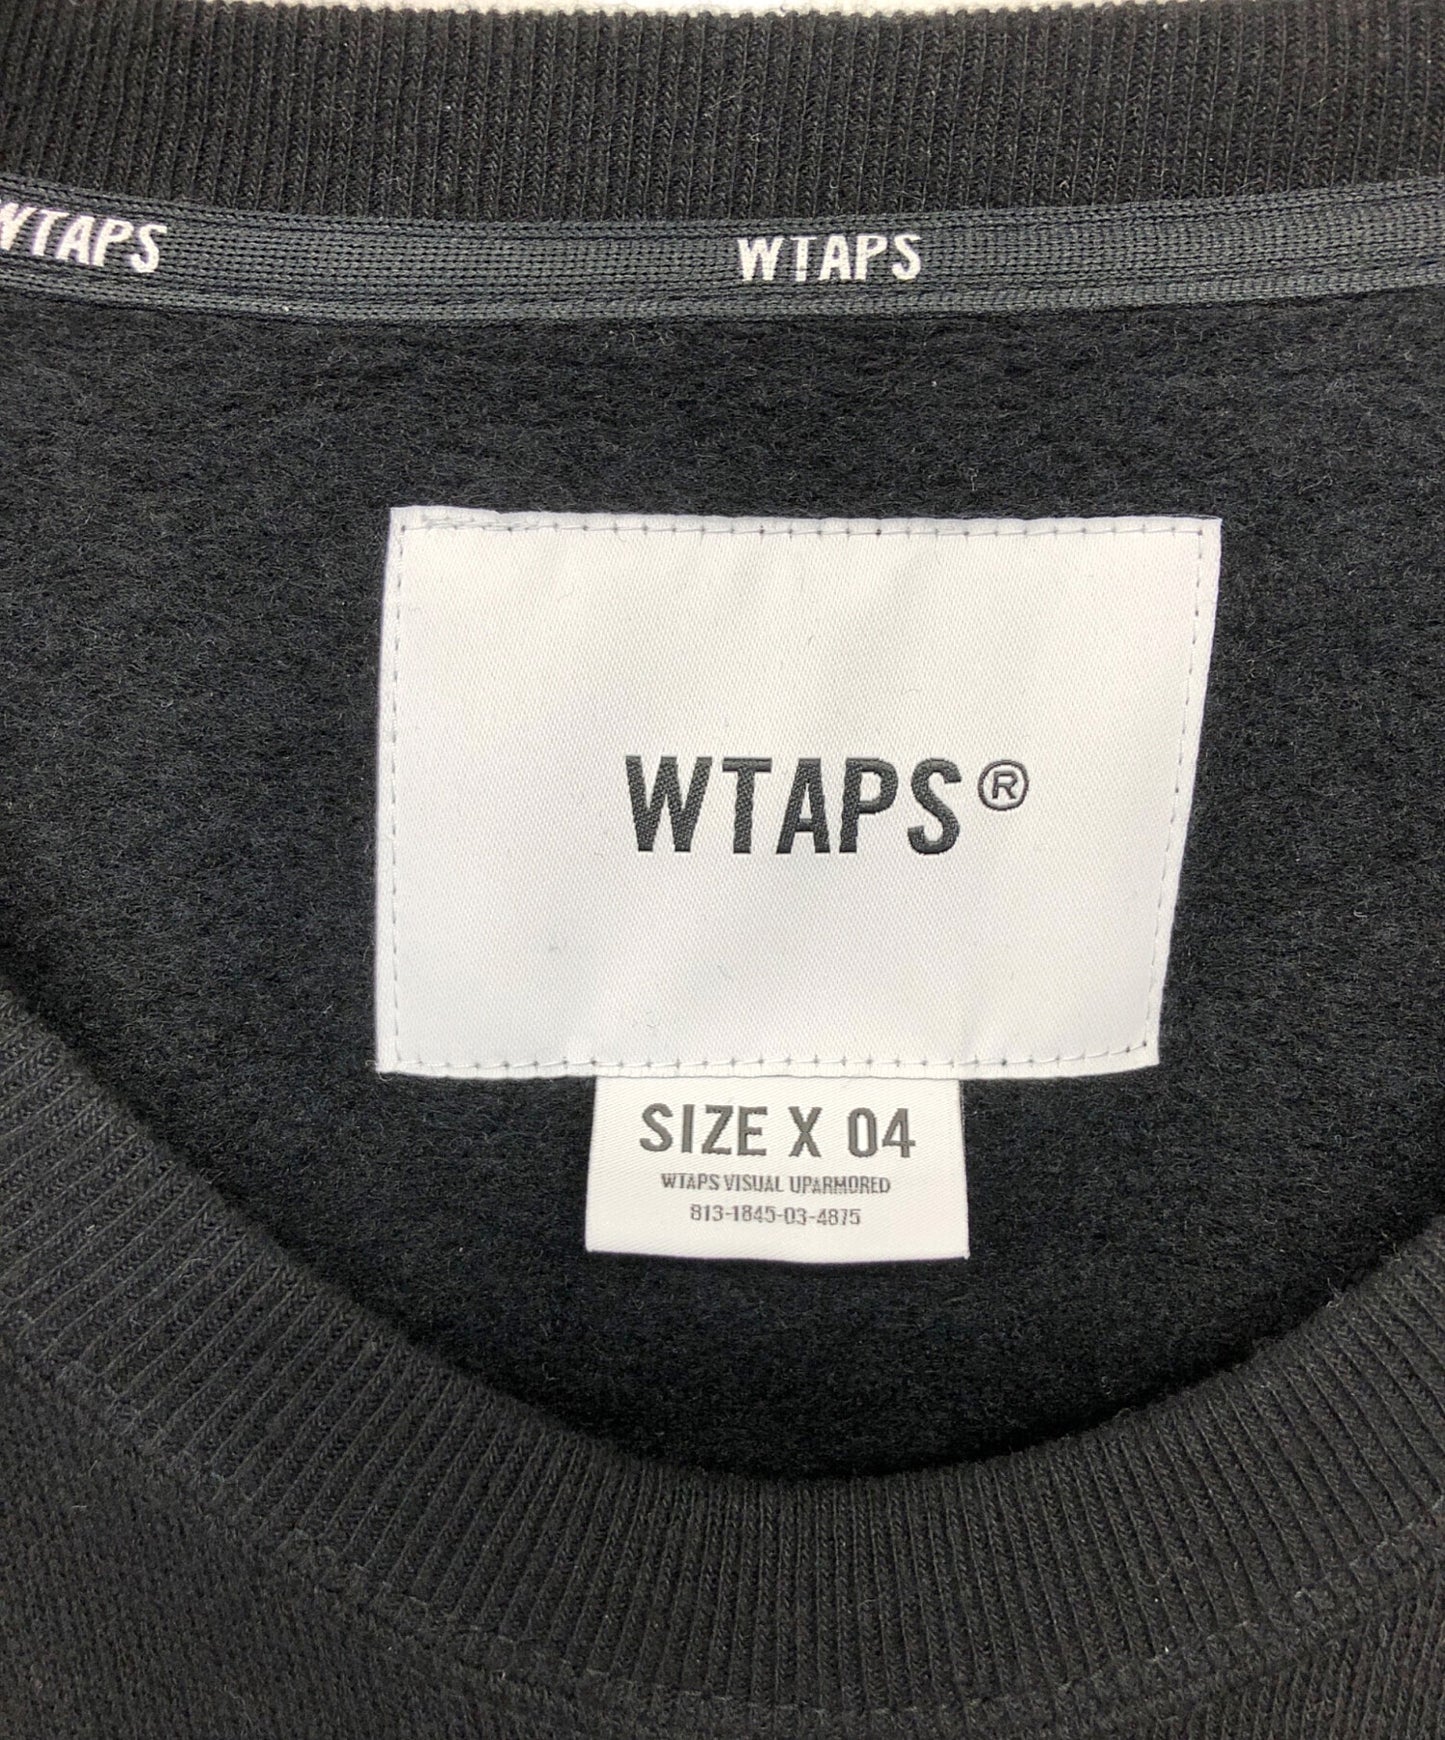 WTAPS WTAPS
WTAPS®
SIZE X 04
WTAPS VISUAL UPARMORED
813-1845-03-4875